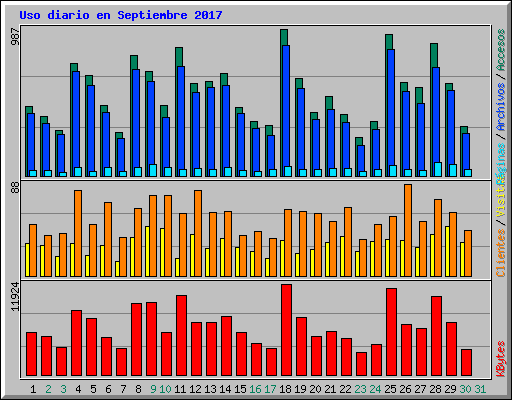 Uso diario en Septiembre 2017
987
88
11924
Clientes / Visitas
Páginas / Archivos / Accesos
KBytes
1 2 3 4 5 6 7 8 9 10 11 12 13 14 15 16 17 18 19 20 21 22 23 24 25 26 27 28 29 30 31